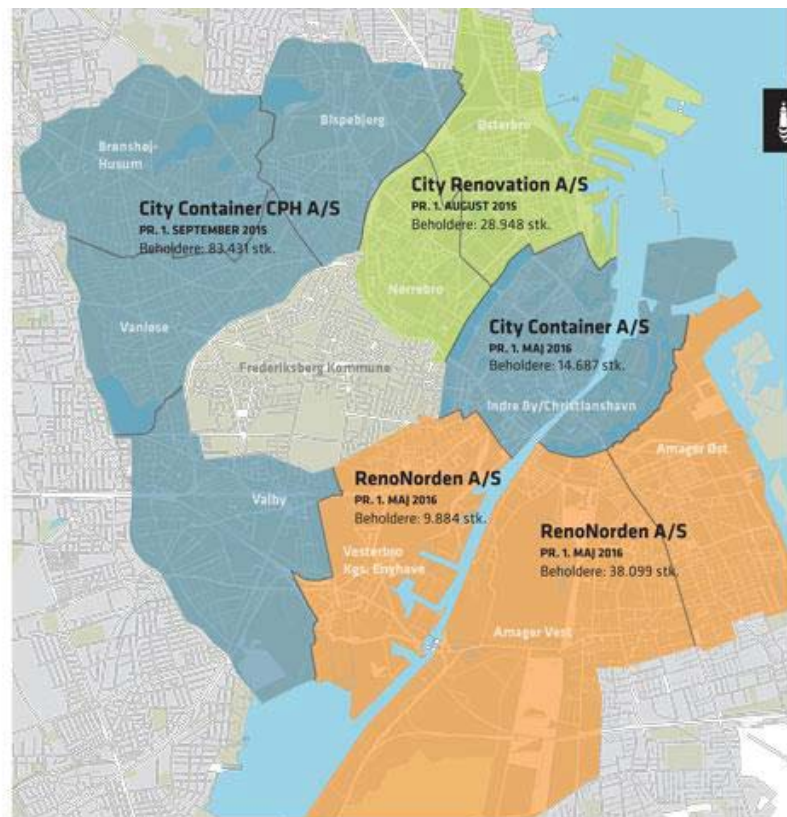 Bispebjerg
Brønshøj-
Husum
Østerbro
City Renovation A/S
PR. 1. AUGUST 2015
Beholdere: 28.948 stk.
City Container CPH A/S
PR. 1. SEPTEMBER 2015
Beholdere: 83.431 stk.
Nørrebro
Vanløse
City Container A/S
PR. 1. MAJ 2016
Beholdere: 14.687 stk.
Frederiksberg Kommune
Indre By/Christianshavn
Amager Øst
RenoNorden A/S
PR. 1. MAJ 2016
Beholdere: 9.884 stk.
Valby
RenoNorden A/S
PR. 1. MAJ 2016
Beholdere: 38.099 stk.
Vesterbro
Kgs. Enghave
Amager Vest